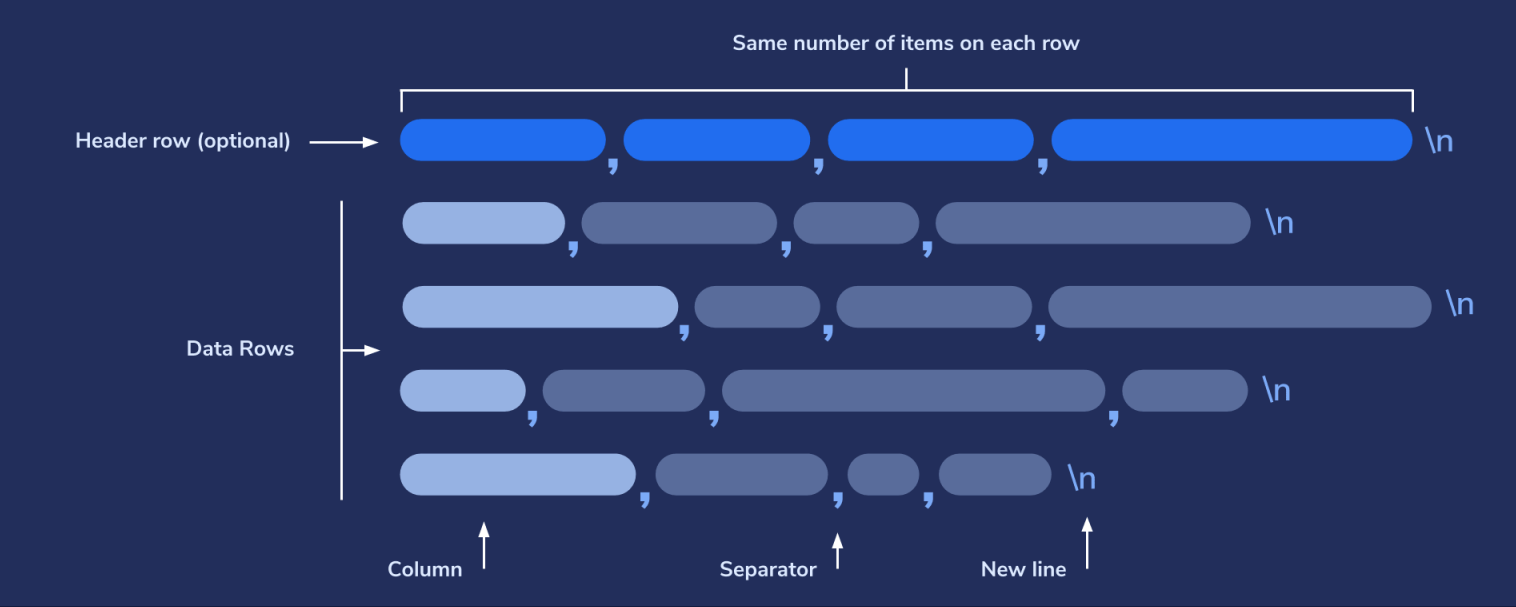 Same number of items on each row
Header row (optional)
, , , \n
, , , \n
, , , \n
Data Rows
, , , \n
, , , \n
Column
Separator
New line